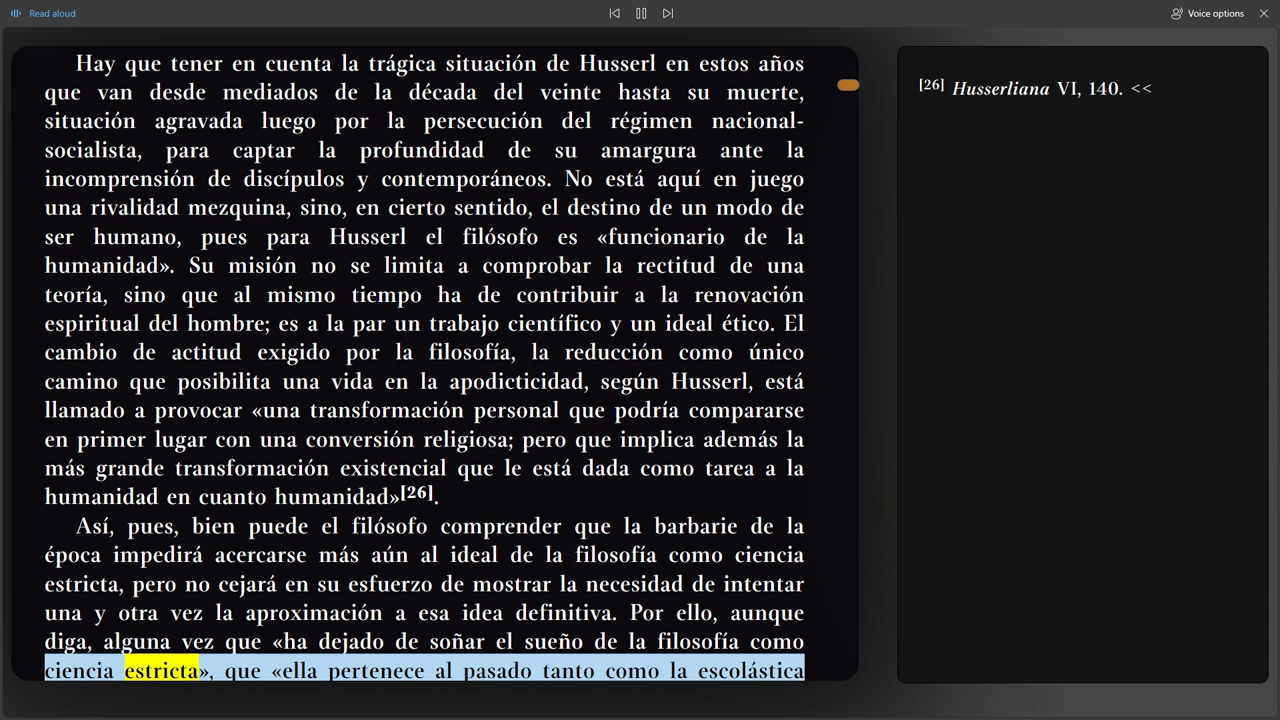 Read aloud
Voice options
Hay que tener en cuenta la trágica situación de Husserl en estos años
que van desde mediados de la década del veinte hasta su muerte,
situación agravada luego por la persecución del régimen nacional-
socialista, para captar la profundidad de su amargura ante la
incomprensión de discípulos y contemporáneos. No está aquí en juego
una rivalidad mezquina, sino, en cierto sentido, el destino de un modo de
ser humano, pues para Husserl el filósofo es «funcionario de la
humanidad». Su misión no se limita a comprobar la rectitud de una
teoría, sino que al mismo tiempo ha de contribuir a la renovación
espiritual del hombre; es a la par un trabajo científico y un ideal ético. El
cambio de actitud exigido por la filosofía, la reducción como único
camino que posibilita una vida en la apodicticidad, según Husserl, está
llamado a provocar «una transformación personal que podría compararse
en primer lugar con una conversión religiosa; pero que implica además la
más grande transformación existencial que le está dada como tarea a la
humanidad en cuanto humanidad»[26].
Así, pues, bien puede el filósofo comprender que la barbarie de la
época impedirá acercarse más aún al ideal de la filosofía como ciencia
estricta, pero no cejará en su esfuerzo de mostrar la necesidad de intentar
una y otra vez la aproximación a esa idea definitiva. Por ello, aunque
diga, alguna vez que «ha dejado de soñar el sueño de la filosofía como
ciencia estricta», que «ella pertenece al pasado tanto como la escolástica
[26] Husserliana VI, 140. <<